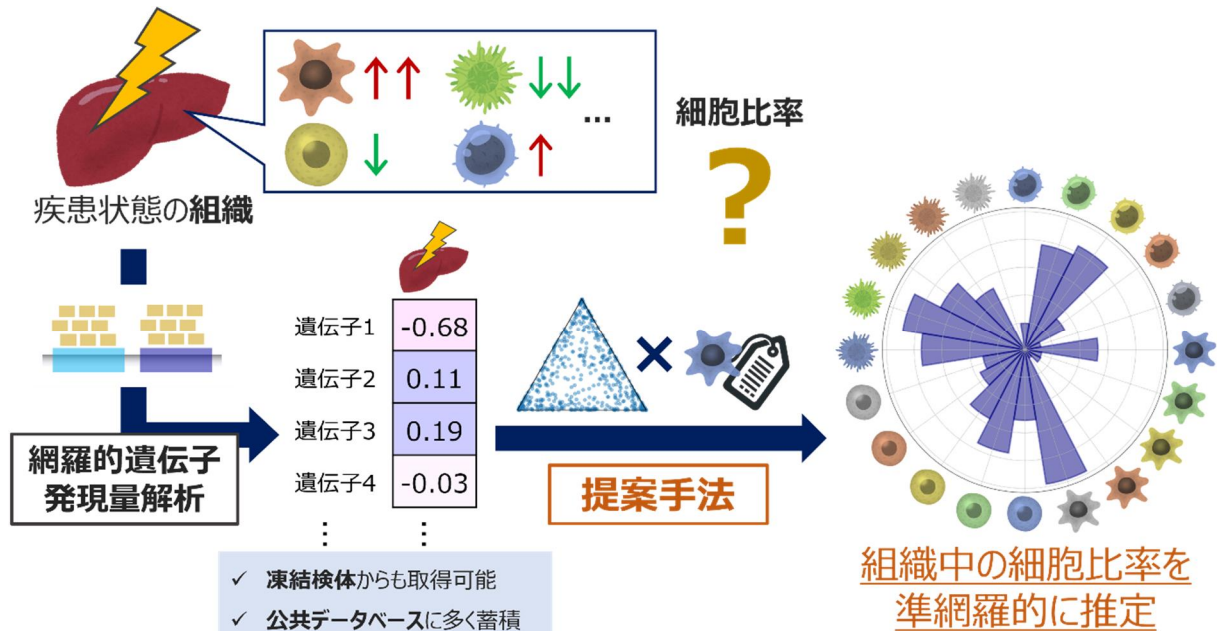 細胞比率
?
...
疾患状態の組織
遺伝子1 -0.68
遺伝子2 0.11
遺伝子3 0.19
遺伝子4 -0.03
⋮ ⋮
網羅的遺伝子
発現量解析
×
提案手法
✓ 凍結検体からも取得可能
✓ 公共データベースに多く蓄積
組織中の細胞比率を
準網羅的に推定